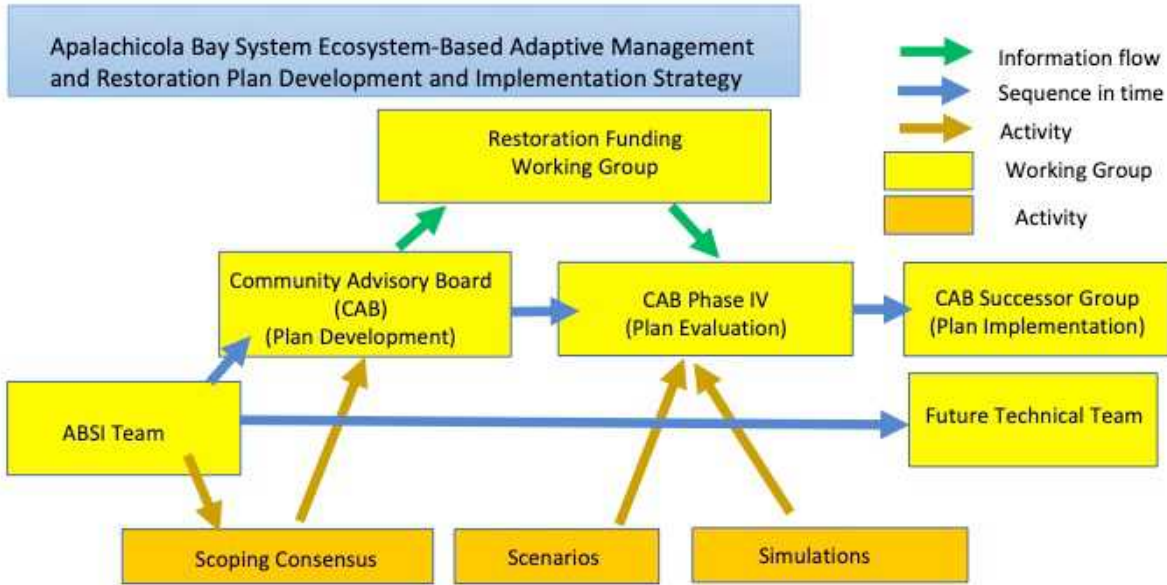 Apalachicola Bay System Ecosystem-Based Adaptive Management
and Restoration Plan Development and Implementation Strategy
Information flow
Sequence in time
Activity
Working Group
Activity
Restoration Funding
Working Group
Community Advisory Board
(CAB)
(Plan Development)
CAB Phase IV
(Plan Evaluation)
CAB Successor Group
(Plan Implementation)
ABSI Team
Future Technical Team
Scoping Consensus
Scenarios
Simulations